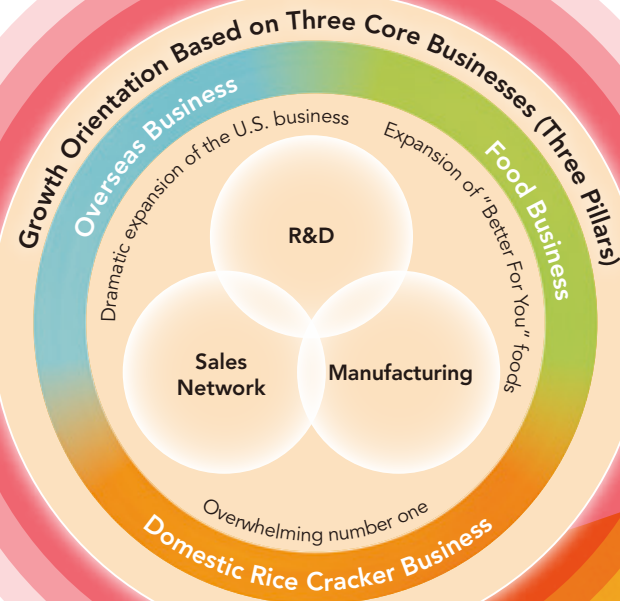 Growth Orientation Based on Three Core Businesses (Three Pillars)
Overseas Business
Food Business
Dramatic expansion of the U.S. business
Expansion of “Better For You” foods
R&D
Sales
Network
Manufacturing
Overwhelming number one
Domestic Rice Cracker Business